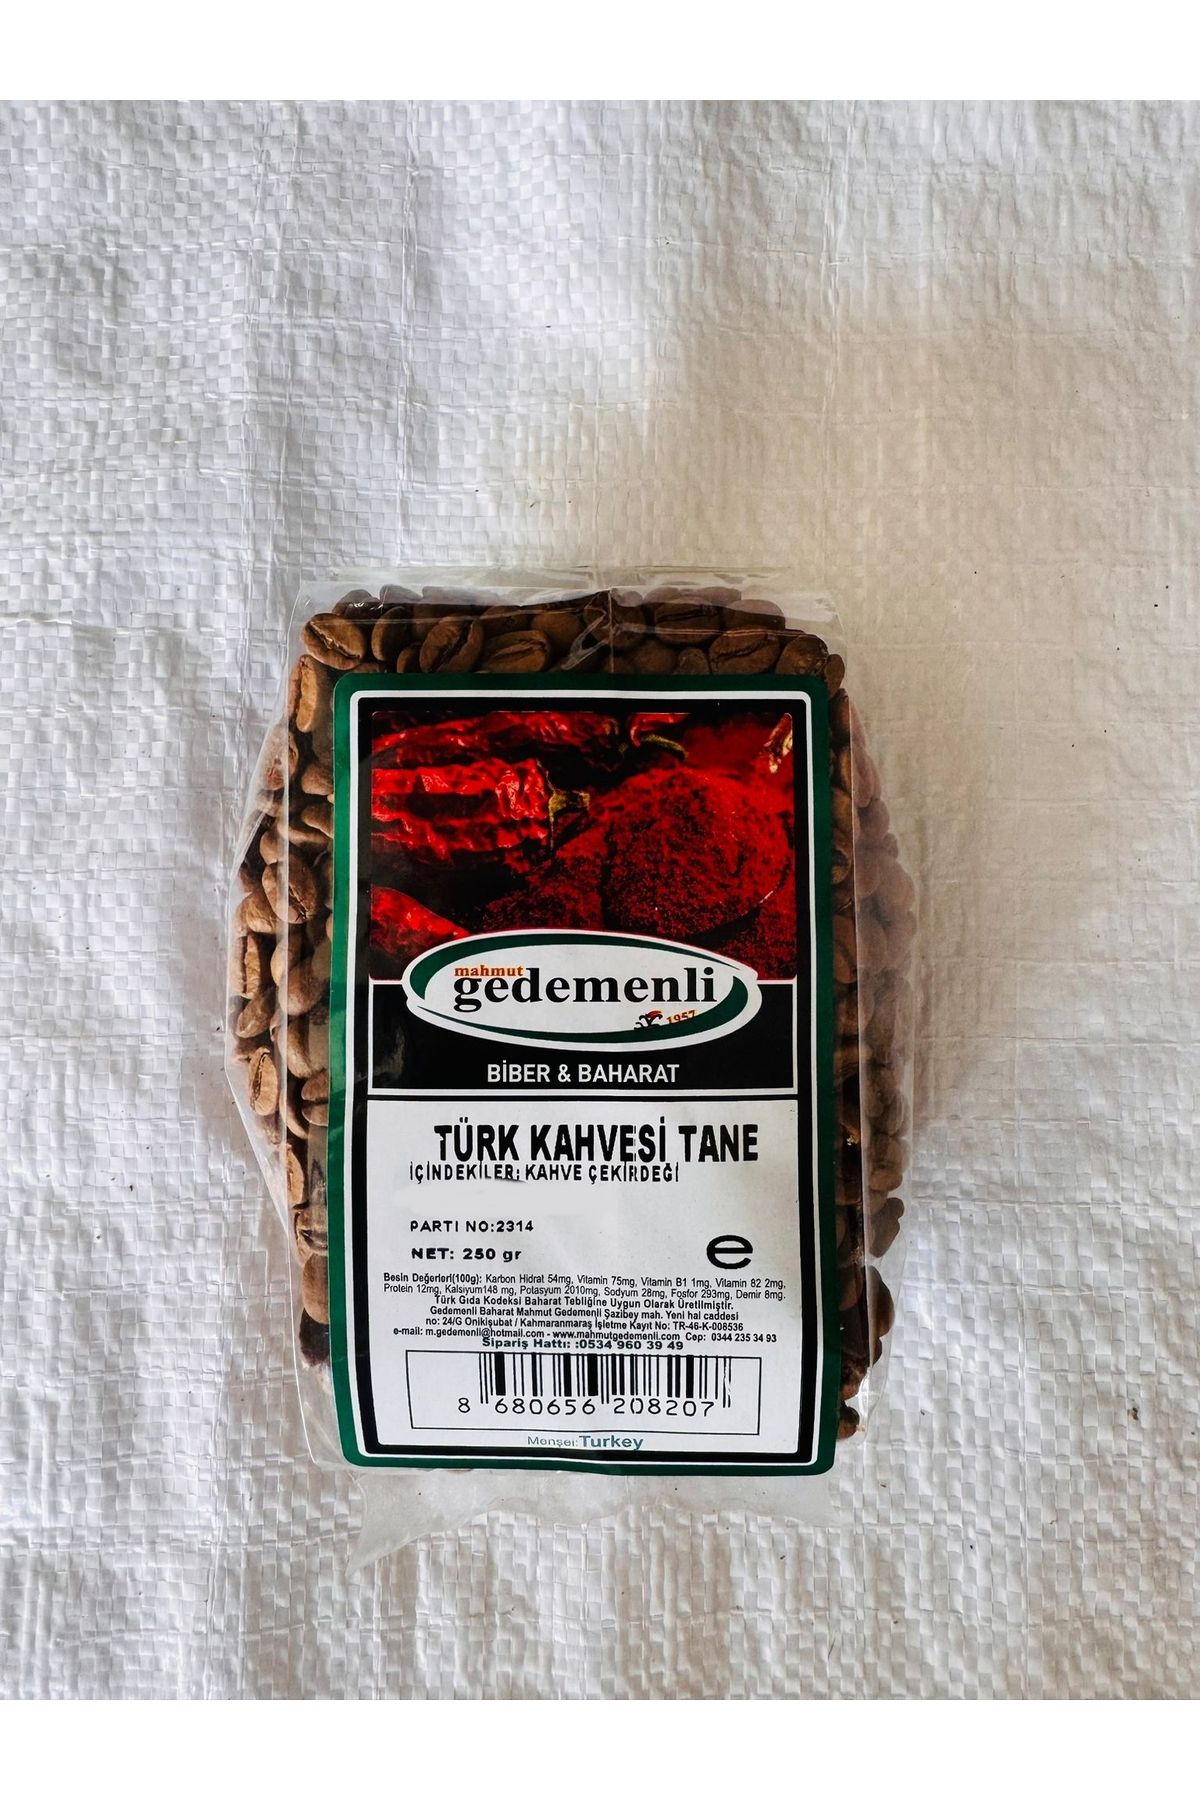 mahmut
gedemenli
1957
BİBER & BAHARAT
TÜRK KAHVESİ TANE
İÇİNDEKİLER: KAHVE ÇEKİRDEĞİ
PARTI NO:2314
NET: 250 gr e
Besin Değerleri(100g): Karbon Hidrat 54mg, Vitamin 75mg, Vitamin B1 1mg, Vitamin 82 2mg,
Protein 12mg, Kalsiyum148 mg, Potasyum 2010mg, Sodyum 28mg, Fosfor 293mg, Demir 8mg.
Türk Gıda Kodeksi Baharat Tebliğine Uygun Olarak Üretilmiştir.
Gedemenli Baharat Mahmut Gedemenli Şazibey mah. Yeni hal caddesi
no: 24/G Onikişubat / Kahmaranmaraş İşletme Kayıt No: TR-46-K-008536
e-mail: m.gedemenli@hotmail.com - www.mahmutgedemenli.com Cep: 0344 235 34 93
Sipariş Hattı: :0534 960 39 49
8 680656 208207
Menşei: Turkey